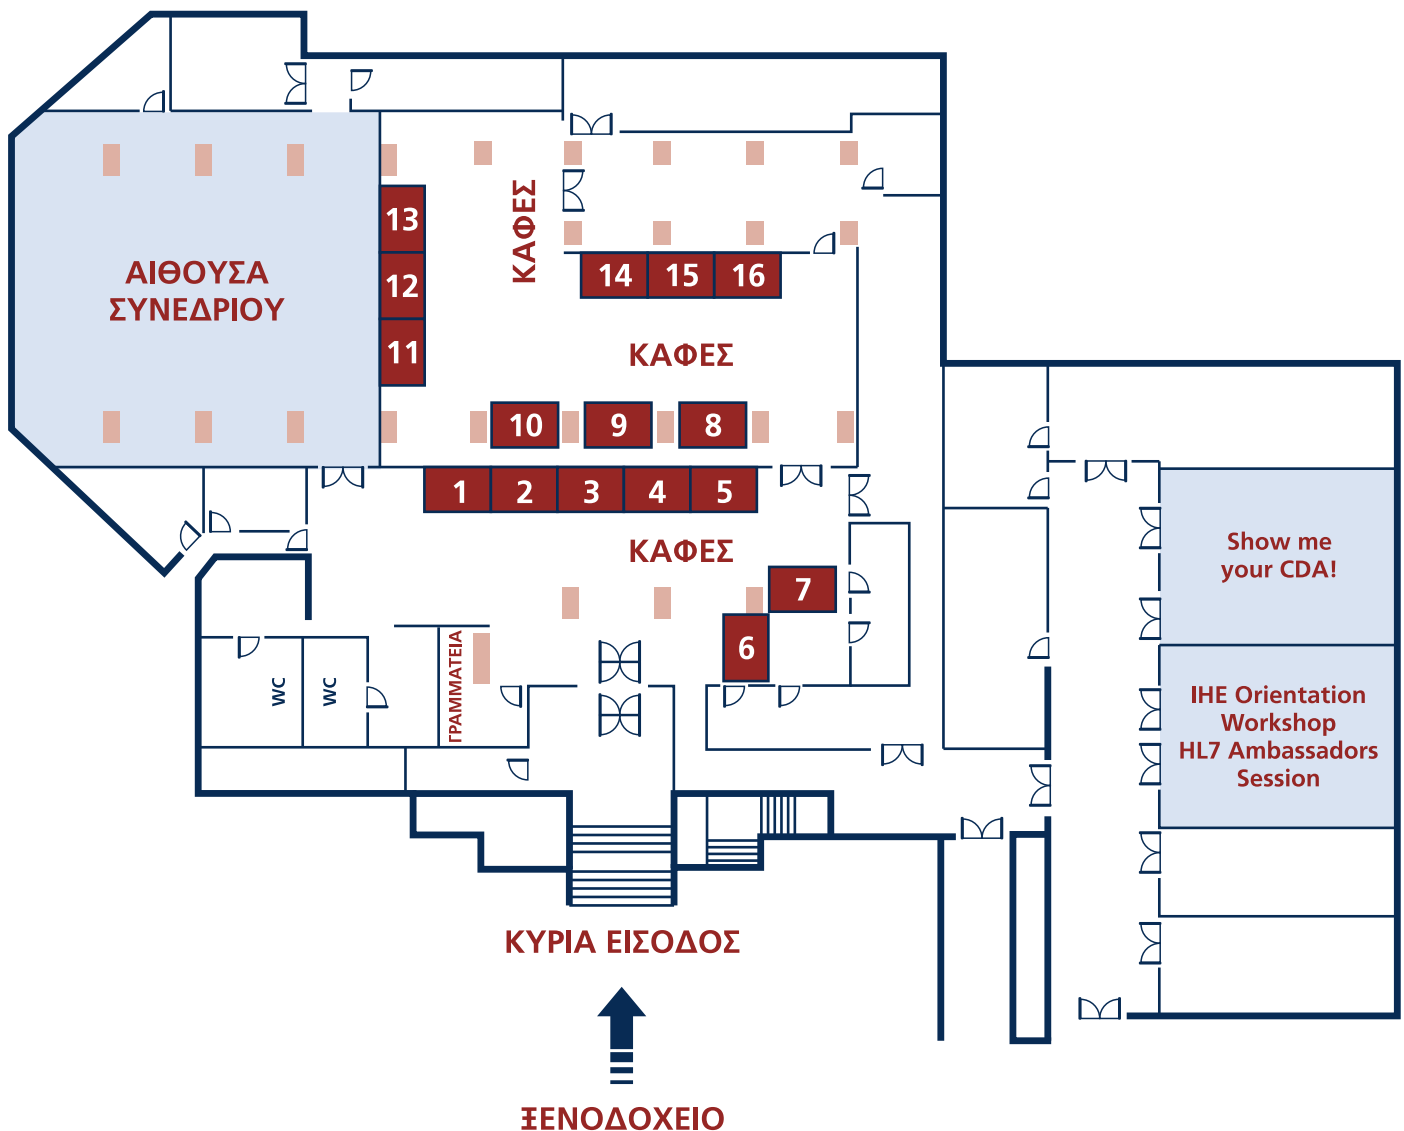 ΑΙΘΟΥΣΑ
ΣΥΝΕΔΡΙΟΥ
13
12
11
ΚΑΦΕΣ
14
15
16
ΚΑΦΕΣ
10
9
8
1
2
3
4
5
ΚΑΦΕΣ
7
6
WC
WC
ΓΡΑΜΜΑΤΕΙΑ
Show me
your CDA!
IHE Orientation
Workshop
HL7 Ambassadors
Session
ΚΥΡΙΑ ΕΙΣΟΔΟΣ
ΞΕΝΟΔΟΧΕΙΟ